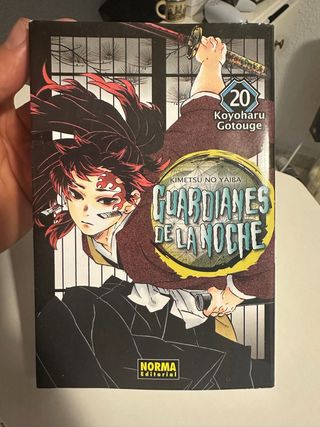 20
Koyoharu
Gotouge
KIMETSU NO YAIBA
GUARDIANES
DE LA NOCHE
NORMA
Editorial